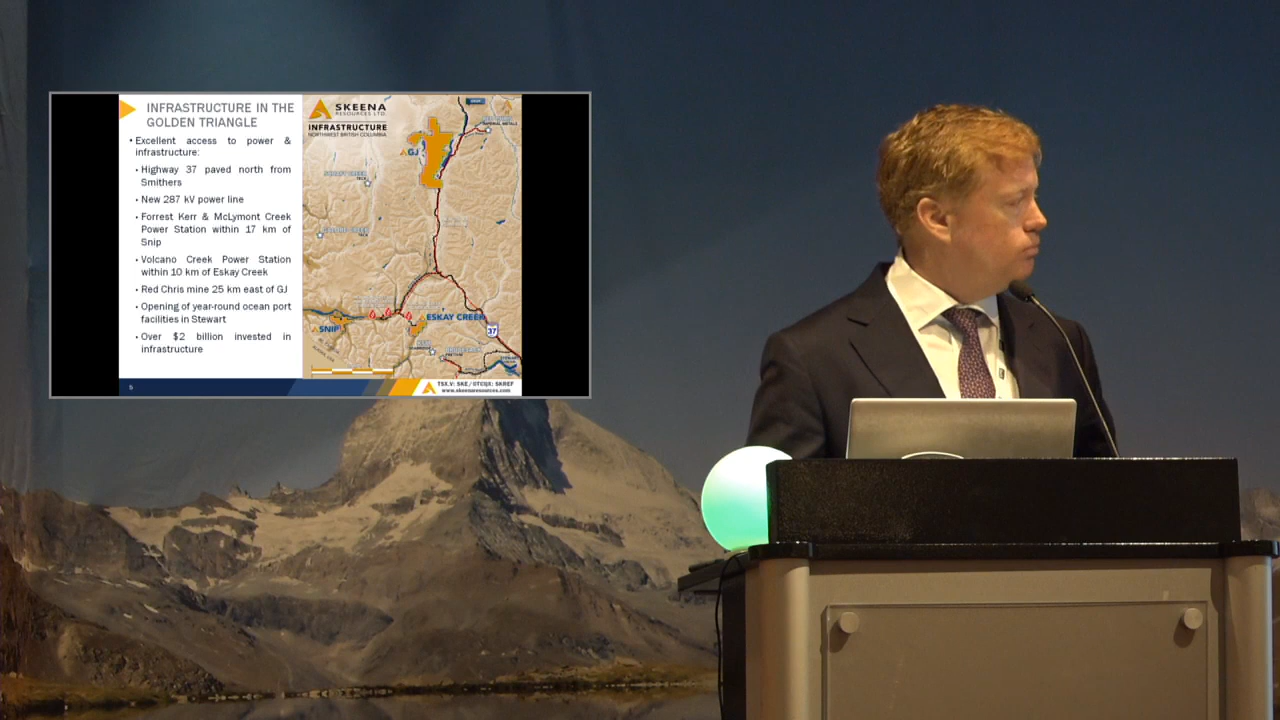 INFRASTRUCTURE IN THE
GOLDEN TRIANGLE
• Excellent access to power &
infrastructure:
• Highway 37 paved north from
Smithers
• New 287 kV power line
• Forrest Kerr & McLymont Creek
Power Station within 17 km of
Snip
• Volcano Creek Power Station
within 10 km of Eskay Creek
• Red Chris mine 25 km east of GJ
• Opening of year-round ocean port
facilities in Stewart
• Over $2 billion invested in
infrastructure
SKEENA
RESOURCES LTD.
INFRASTRUCTURE
NORTHWEST BRITISH COLUMBIA
IMPERIAL METALS
GJ
ESKAY CREEK
SNIP
37
5
TSX.V: SKE / OTCQX: SKREF
www.skeenaresources.com